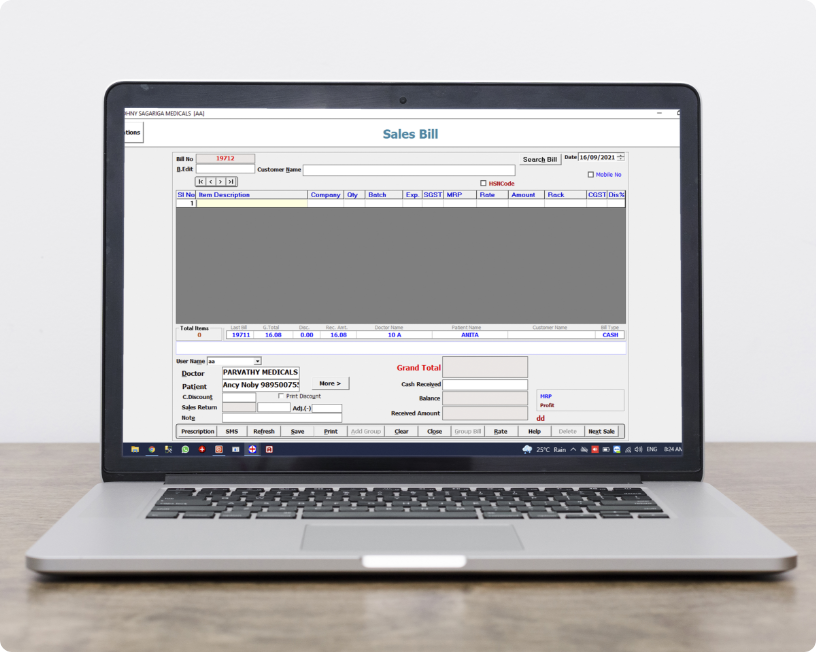 HNY SAGARIGA MEDICALS [AA]
tions
Sales Bill
Bill No 19712 Search Bill Date 16/09/2021
B.Edit Customer Name Mobile No
HSNCode
Sl No Item Description Company Qty Batch Exp. SGST MRP Rate Amount Rack CGST Dis%
1
Total Items Last Bill G.Total Disc. Rec. Amt. Doctor Name Patient Name Customer Name Bill Type
0 19711 16.08 0.00 16.08 10 A ANITA CASH
User Name aa
Grand Total
Doctor PARVATHY MEDICALS
Patient Ancy Noby 98950075 More > Cash Received
C.Discount Print Discount Balance MRP
Sales Return Adj.(-) Profit
Note Received Amount dd
Prescription SMS Refresh Save Print Add Group Clear Close Group Bill Rate Help Delete Next Sale
25°C Rain ENG 8:24 AM